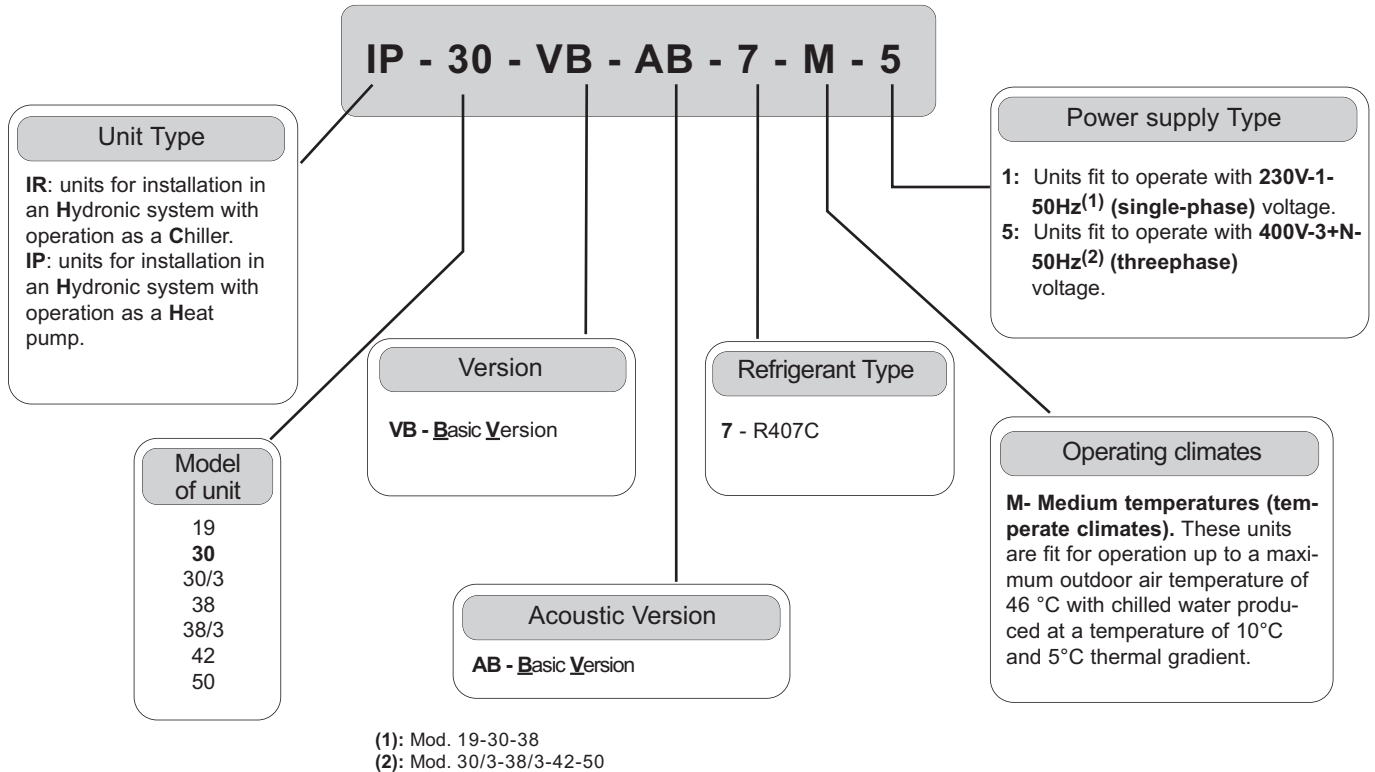 IP - 30 - VB - AB - 7 - M - 5
Unit Type
IR: units for installation in
an Hydronic system with
operation as a Chiller.
IP: units for installation in
an Hydronic system with
operation as a Heat
pump.
Model
of unit
19
30
30/3
38
38/3
42
50
Version
VB - Basic Version
Acoustic Version
AB - Basic Version
Refrigerant Type
7 - R407C
Power supply Type
1: Units fit to operate with 230V-1-
50Hz(1) (single-phase) voltage.
5: Units fit to operate with 400V-3+N-
50Hz(2) (threephase)
voltage.
Operating climates
M- Medium temperatures (tem-
perate climates). These units
are fit for operation up to a maxi-
mum outdoor air temperature of
46 °C with chilled water produ-
ced at a temperature of 10°C
and 5°C thermal gradient.
(1): Mod. 19-30-38
(2): Mod. 30/3-38/3-42-50